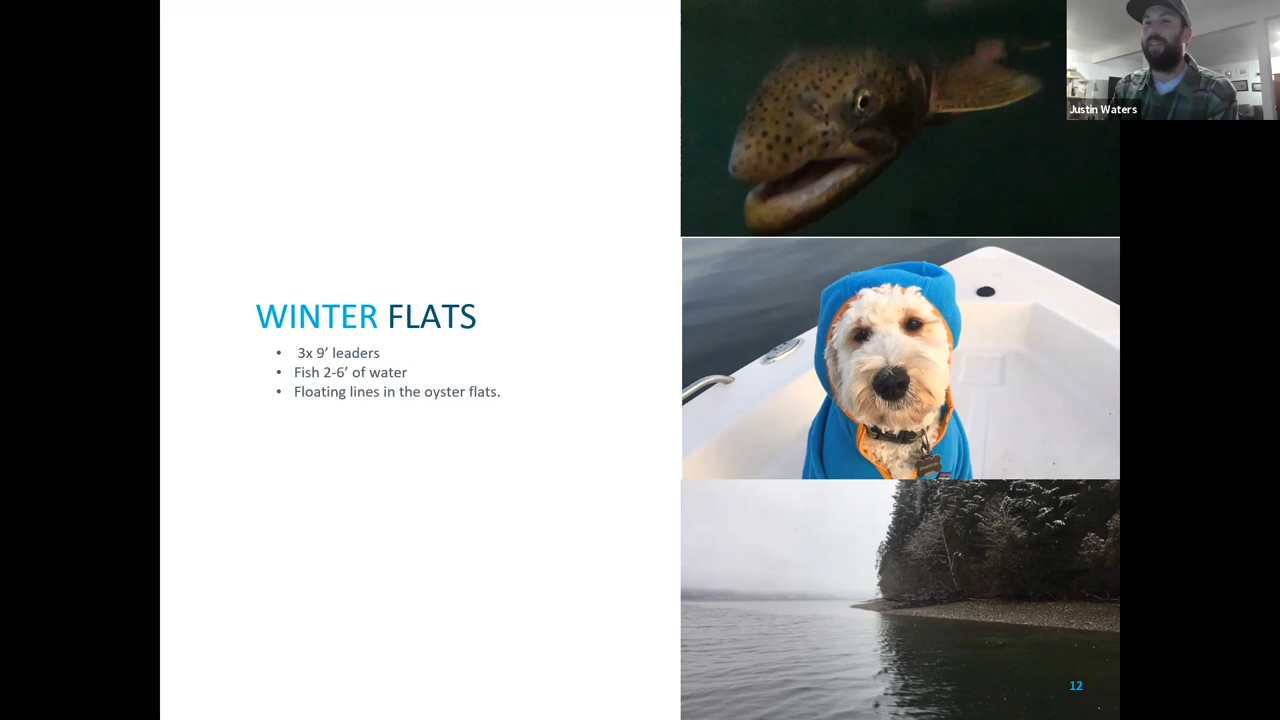 Justin Waters
WINTER FLATS
• 3x 9’ leaders
• Fish 2-6’ of water
• Floating lines in the oyster flats.
12